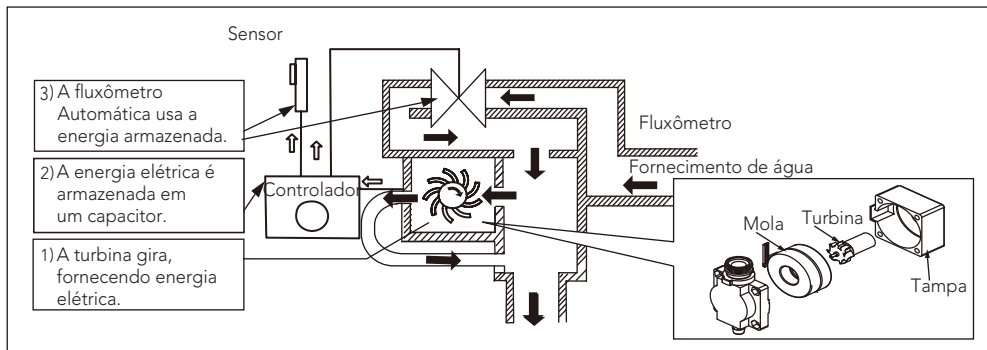 Sensor
3) A fluxômetro
Automática usa a
energia armazenada.
2) A energia elétrica é
armazenada em
um capacitor.
1) A turbina gira,
fornecendo energia
elétrica.
Controlador
Fluxômetro
Fornecimento de água
Mola
Turbina
Tampa